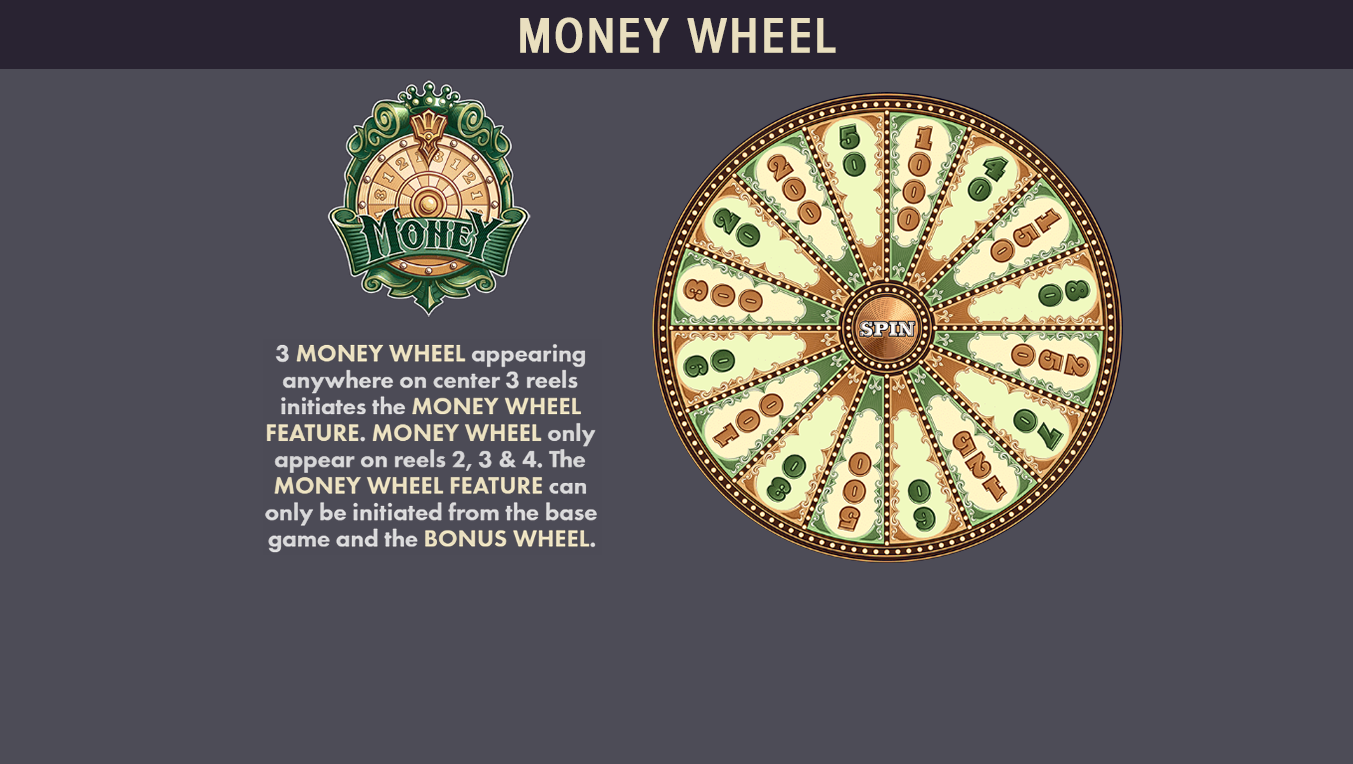 MONEY WHEEL
MONEY
3 MONEY WHEEL appearing
anywhere on center 3 reels
initiates the MONEY WHEEL
FEATURE. MONEY WHEEL only
appear on reels 2, 3 & 4. The
MONEY WHEEL FEATURE can
only be initiated from the base
game and the BONUS WHEEL.
1000
40
150
80
250
70
125
60
500
30
100
90
300
20
200
50
SPIN